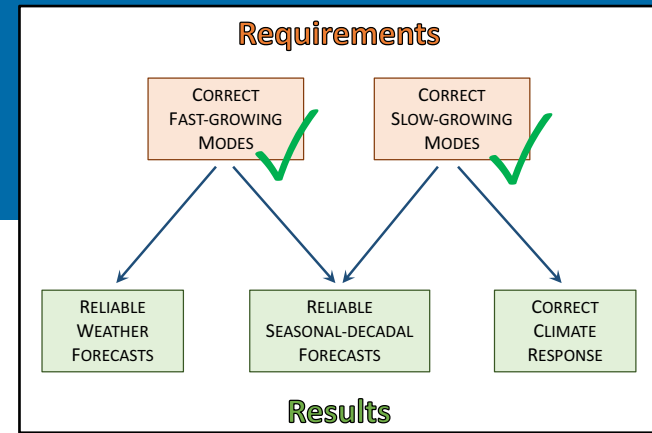 Requirements
CORRECT
FAST-GROWING
MODES
CORRECT
SLOW-GROWING
MODES
RELIABLE
WEATHER
FORECASTS
RELIABLE
SEASONAL-DECADAL
FORECASTS
CORRECT
CLIMATE
RESPONSE
Results